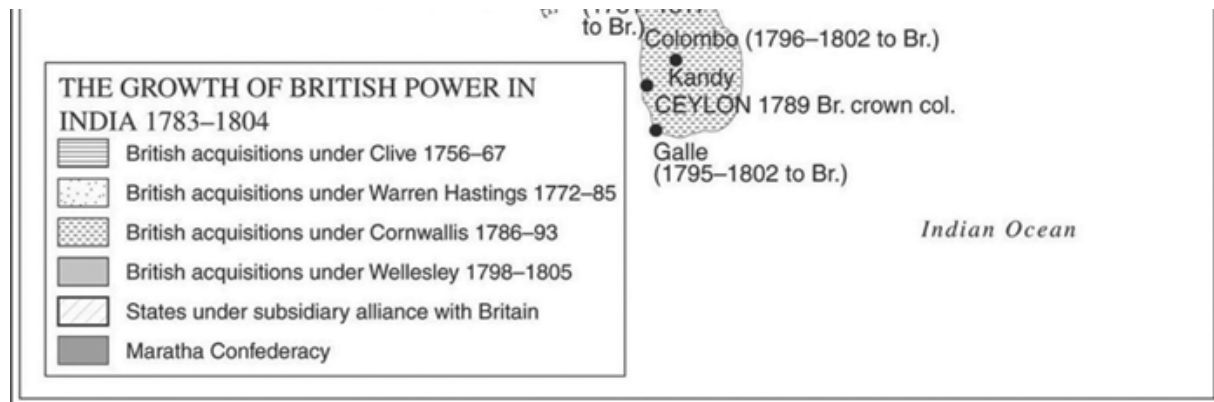 to Br.)
Colombo (1796–1802 to Br.)
Kandy
CEYLON 1789 Br. crown col.
Galle
(1795–1802 to Br.)
Indian Ocean
THE GROWTH OF BRITISH POWER IN
INDIA 1783–1804
British acquisitions under Clive 1756–67
British acquisitions under Warren Hastings 1772–85
British acquisitions under Cornwallis 1786–93
British acquisitions under Wellesley 1798–1805
States under subsidiary alliance with Britain
Maratha Confederacy